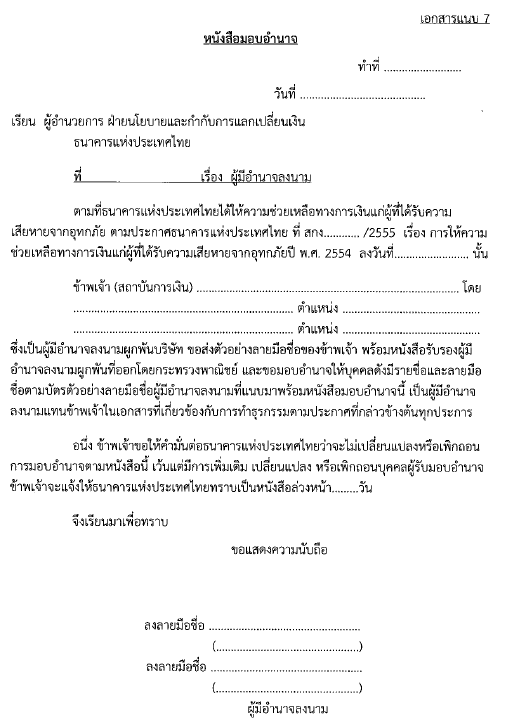 เอกสารแนบ 7
หนังสือมอบอำนาจ
ทำที่ ........................
วันที่ .......................................
เรียน ผู้อำนวยการ ฝ่ายนโยบายและกำกับการแลกเปลี่ยนเงิน
ธนาคารแห่งประเทศไทย
ที่ เรื่อง ผู้มีอำนาจลงนาม
ตามที่ธนาคารแห่งประเทศไทยได้ให้ความช่วยเหลือทางการเงินแก่ผู้ที่ได้รับความ
เสียหายจากอุทกภัย ตามประกาศธนาคารแห่งประเทศไทย ที่ สกง........... /2555 เรื่อง การให้ความ
ช่วยเหลือทางการเงินแก่ผู้ที่ได้รับความเสียหายจากอุทกภัยปี พ.ศ. 2554 ลงวันที่....................... นั้น
ข้าพเจ้า (สถาบันการเงิน) ................................................................................ โดย
.................................................................... ตำแหน่ง ..........................................
.................................................................... ตำแหน่ง ..........................................
ซึ่งเป็นผู้มีอำนาจลงนามผูกพันบริษัท ขอส่งตัวอย่างลายมือชื่อของข้าพเจ้า พร้อมหนังสือรับรองผู้มี
อำนาจลงนามผูกพันที่ออกโดยกระทรวงพาณิชย์ และขอมอบอำนาจให้บุคคลดังมีรายชื่อและลายมือ
ชื่อตามบัตรตัวอย่างลายมือชื่อผู้มีอำนาจลงนามที่แนบมาพร้อมหนังสือมอบอำนาจนี้ เป็นผู้มีอำนาจ
ลงนามแทนข้าพเจ้าในเอกสารที่เกี่ยวข้องกับการทำธุรกรรมตามประกาศที่กล่าวข้างต้นทุกประการ
อนึ่ง ข้าพเจ้าขอให้คำมั่นต่อธนาคารแห่งประเทศไทยว่าจะไม่เปลี่ยนแปลงหรือเพิกถอน
การมอบอำนาจตามหนังสือนี้ เว้นแต่มีการเพิ่มเติม เปลี่ยนแปลง หรือเพิกถอนบุคคลผู้รับมอบอำนาจ
ข้าพเจ้าจะแจ้งให้ธนาคารแห่งประเทศไทยทราบเป็นหนังสือล่วงหน้า.........วัน
จึงเรียนมาเพื่อทราบ
ขอแสดงความนับถือ
ลงลายมือชื่อ ..............................................
(............................................)
ลงลายมือชื่อ ..............................................
(............................................)
ผู้มีอำนาจลงนาม